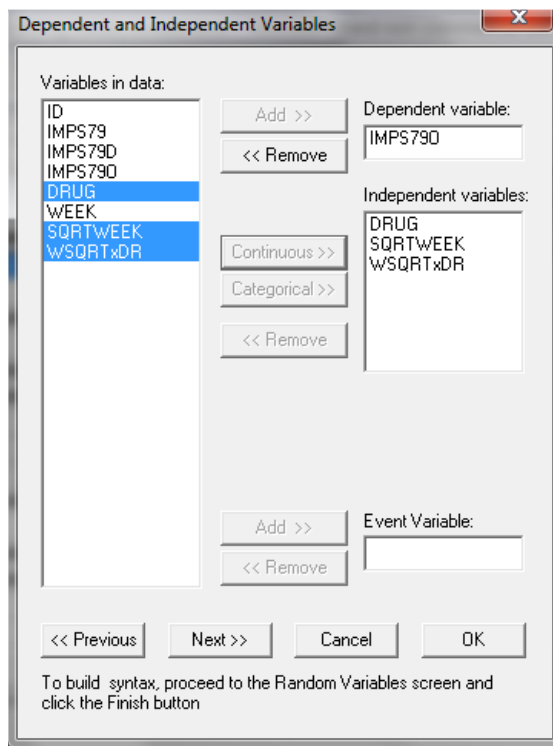 Dependent and Independent Variables
Variables in data:
ID
IMPS79
IMPS79D
IMPS79O
DRUG
WEEK
SQRTWEEK
WSQRTxDR
Add >>
<< Remove
Dependent variable:
IMPS79O
Independent variables:
DRUG
SQRTWEEK
WSQRTxDR
Continuous >>
Categorical >>
<< Remove
Add >>
<< Remove
Event Variable:
<< Previous
Next >>
Cancel
OK
To build syntax, proceed to the Random Variables screen and
click the Finish button